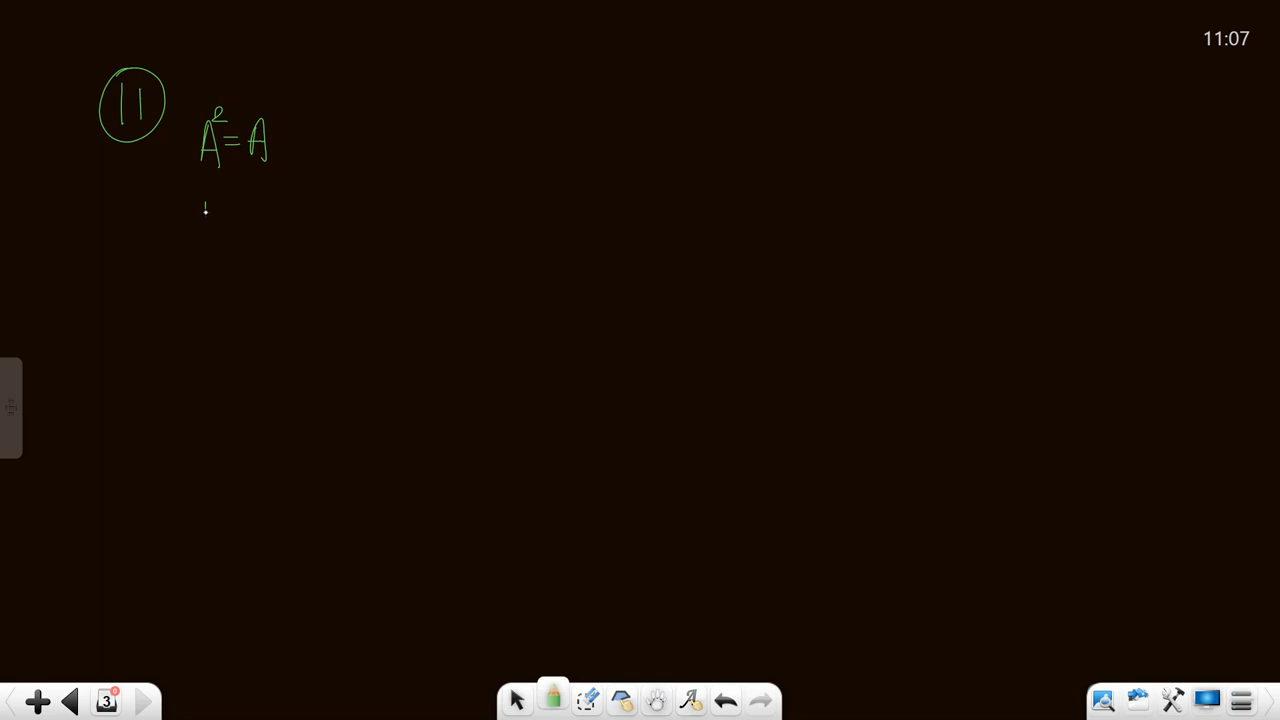 11:07
11
A² = A
3